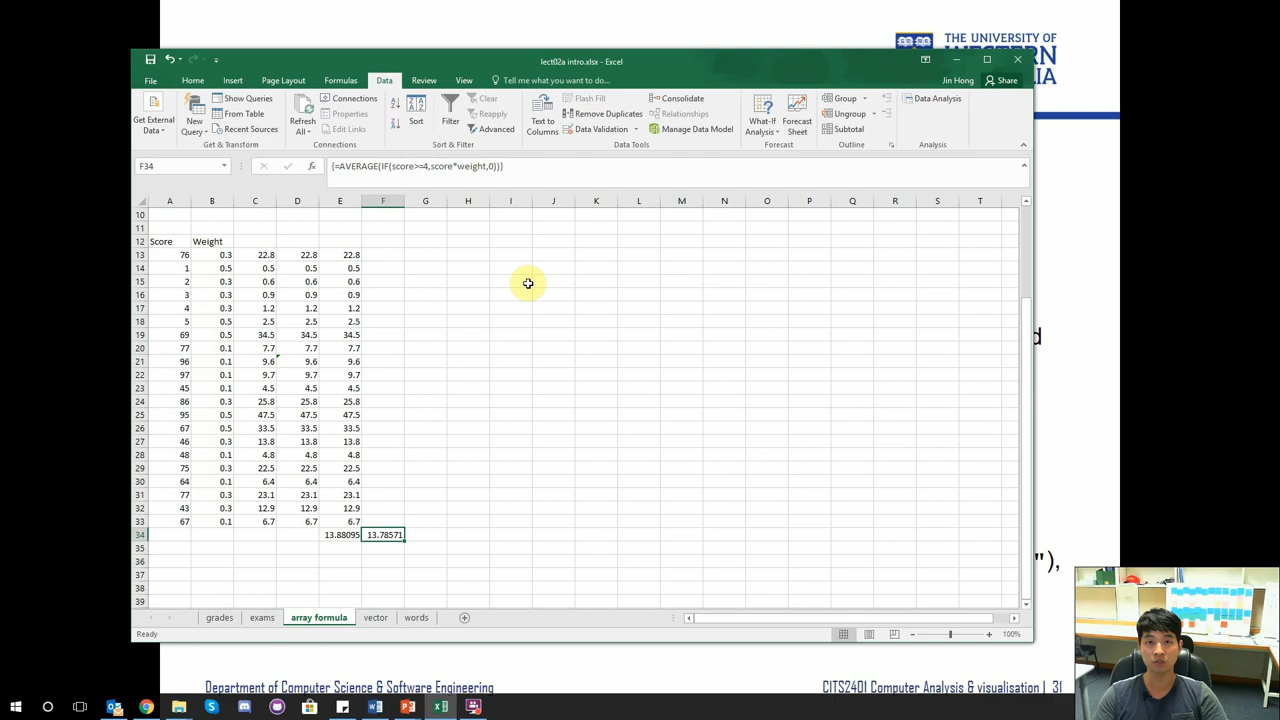 THE UNIVERSITY OF
WESTERN
lect02a intro.xlsx - Excel
File Home Insert Page Layout Formulas Data Review View Tell me what you want to do... Jin Hong Share
Get External Data
New Query
Show Queries
From Table
Recent Sources
Get & Transform
Refresh All
Connections
Properties
Edit Links
Connections
Sort
Filter
Clear
Reapply
Advanced
Sort & Filter
Text to Columns
Flash Fill
Remove Duplicates
Data Validation
Consolidate
Relationships
Manage Data Model
Data Tools
What-If Analysis
Forecast Sheet
Forecast
Group
Ungroup
Subtotal
Outline
Data Analysis
Analysis
F34 fx {=AVERAGE(IF(score>=4,score*weight,0))}
A B C D E F G H I J K L M N O P Q R S T
10
11
12 Score Weight
13 76 0.3 22.8 22.8 22.8
14 1 0.5 0.5 0.5 0.5
15 2 0.3 0.6 0.6 0.6
16 3 0.3 0.9 0.9 0.9
17 4 0.3 1.2 1.2 1.2
18 5 0.5 2.5 2.5 2.5
19 69 0.5 34.5 34.5 34.5
20 77 0.1 7.7 7.7 7.7
21 96 0.1 9.6 9.6 9.6
22 97 0.1 9.7 9.7 9.7
23 45 0.1 4.5 4.5 4.5
24 86 0.3 25.8 25.8 25.8
25 95 0.5 47.5 47.5 47.5
26 67 0.5 33.5 33.5 33.5
27 46 0.3 13.8 13.8 13.8
28 48 0.1 4.8 4.8 4.8
29 75 0.3 22.5 22.5 22.5
30 64 0.1 6.4 6.4 6.4
31 77 0.3 23.1 23.1 23.1
32 43 0.3 12.9 12.9 12.9
33 67 0.1 6.7 6.7 6.7
34 13.88095 13.78571
35
36
37
38
39
d
"),
grades exams array formula vector words
Ready 100%
Department of Computer Science & Software Engineering CITS2401 Computer Analysis & visualisation | 31